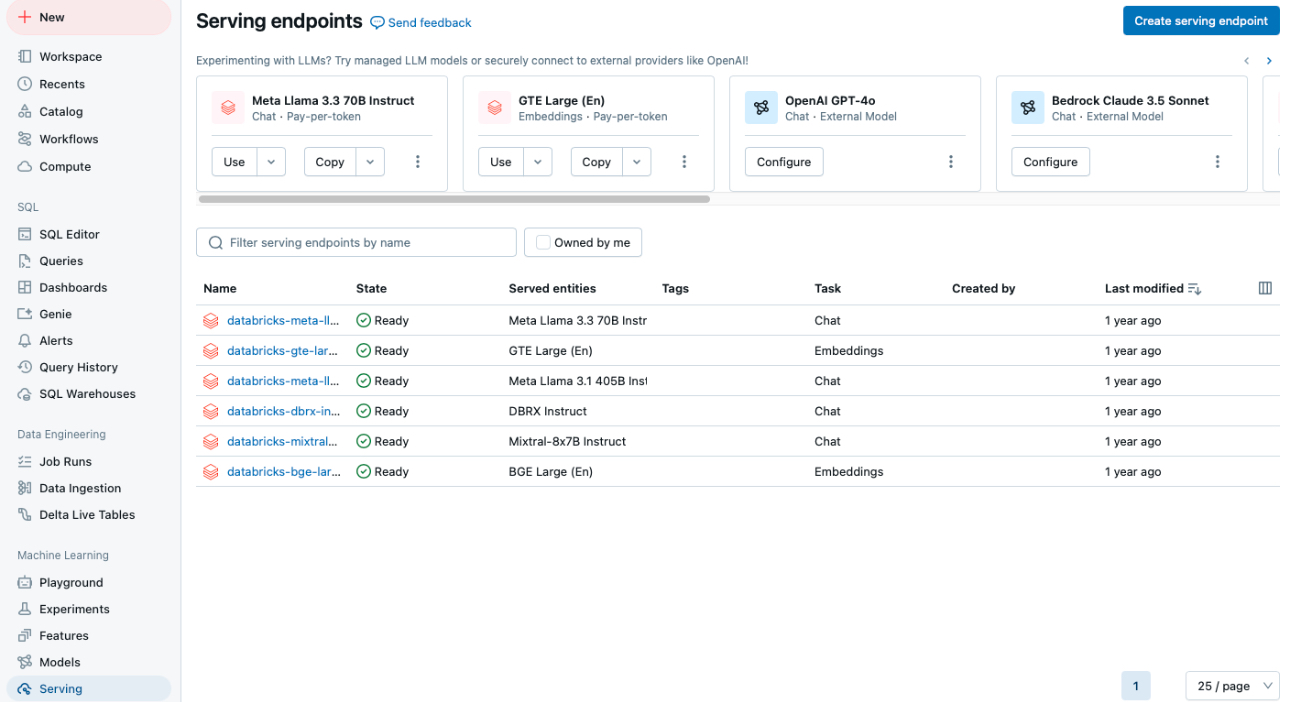 New
Workspace
Recents
Catalog
Workflows
Compute
SQL
SQL Editor
Queries
Dashboards
Genie
Alerts
Query History
SQL Warehouses
Data Engineering
Job Runs
Data Ingestion
Delta Live Tables
Machine Learning
Playground
Experiments
Features
Models
Serving
Serving endpoints Send feedback
Create serving endpoint
Experimenting with LLMs? Try managed LLM models or securely connect to external providers like OpenAI!
Meta Llama 3.3 70B Instruct
Chat · Pay-per-token
Use Copy
GTE Large (En)
Embeddings · Pay-per-token
Use Copy
OpenAI GPT-4o
Chat · External Model
Configure
Bedrock Claude 3.5 Sonnet
Chat · External Model
Configure
Filter serving endpoints by name Owned by me
Name State Served entities Tags Task Created by Last modified
databricks-meta-ll... Ready Meta Llama 3.3 70B Instr Chat 1 year ago
databricks-gte-lar... Ready GTE Large (En) Embeddings 1 year ago
databricks-meta-ll... Ready Meta Llama 3.1 405B Inst Chat 1 year ago
databricks-dbrx-in... Ready DBRX Instruct Chat 1 year ago
databricks-mixtral... Ready Mixtral-8x7B Instruct Chat 1 year ago
databricks-bge-lar... Ready BGE Large (En) Embeddings 1 year ago
1 25 / page